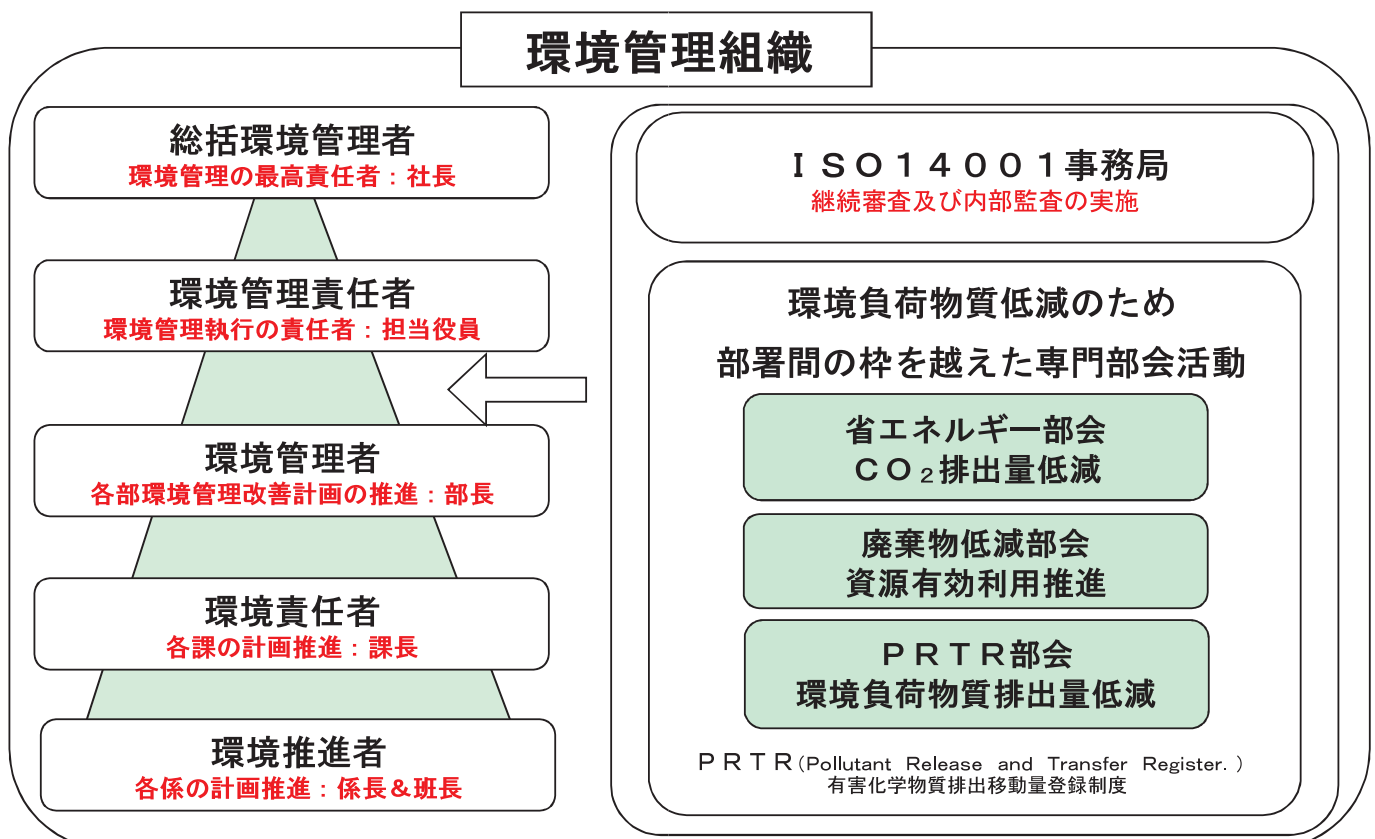 環境管理組織
総括環境管理者
環境管理の最高責任者：社長
環境管理責任者
環境管理執行の責任者：担当役員
環境管理者
各部環境管理改善計画の推進：部長
環境責任者
各課の計画推進：課長
環境推進者
各係の計画推進：係長＆班長
ＩＳＯ１４００１事務局
継続審査及び内部監査の実施
環境負荷物質低減のため
部署間の枠を越えた専門部会活動
省エネルギー部会
ＣＯ₂排出量低減
廃棄物低減部会
資源有効利用推進
ＰＲＴＲ部会
環境負荷物質排出量低減
ＰＲＴＲ(Pollutant Release and Transfer Register.)
有害化学物質排出移動量登録制度